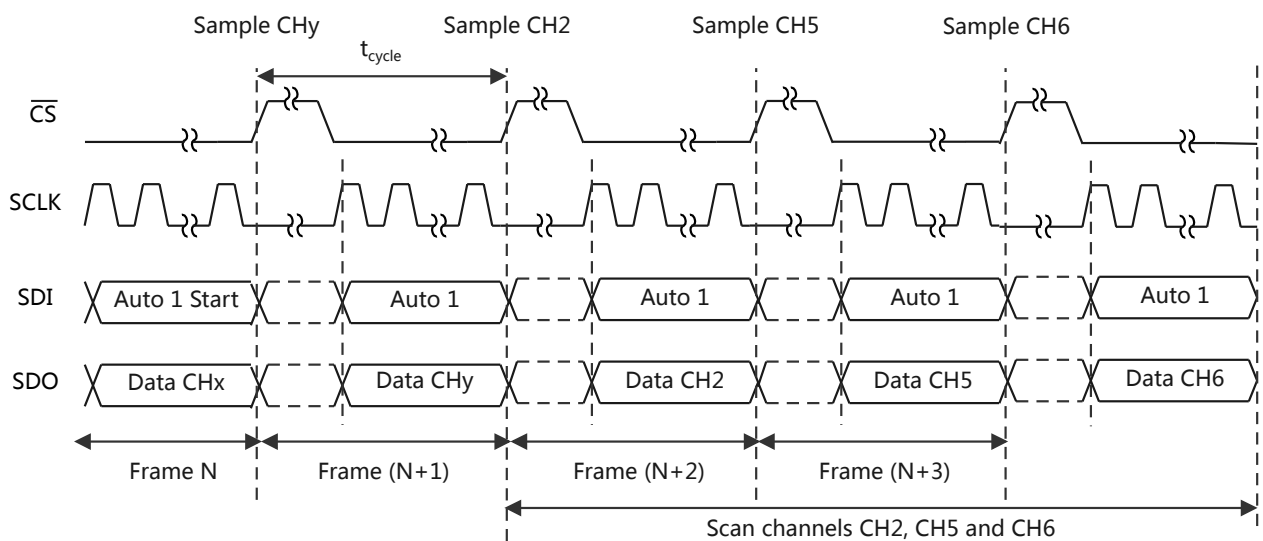 Sample CHy Sample CH2 Sample CH5 Sample CH6
tcycle
CS
SCLK
SDI Auto 1 Start Auto 1 Auto 1 Auto 1 Auto 1
SDO Data CHx Data CHy Data CH2 Data CH5 Data CH6
Frame N Frame (N+1) Frame (N+2) Frame (N+3)
Scan channels CH2, CH5 and CH6